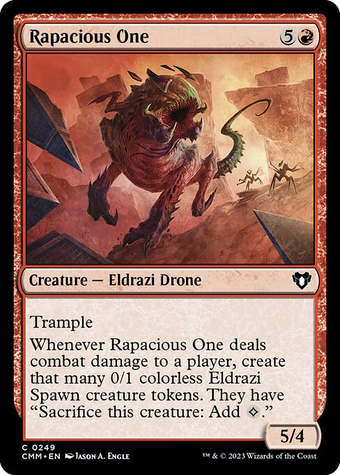 Rapacious One 5
Creature — Eldrazi Drone
Trample
Whenever Rapacious One deals
combat damage to a player, create
that many 0/1 colorless Eldrazi
Spawn creature tokens. They have
“Sacrifice this creature: Add .”
5/4
C 0249
CMM • EN Jason A. Engle
™ & © 2023 Wizards of the Coast